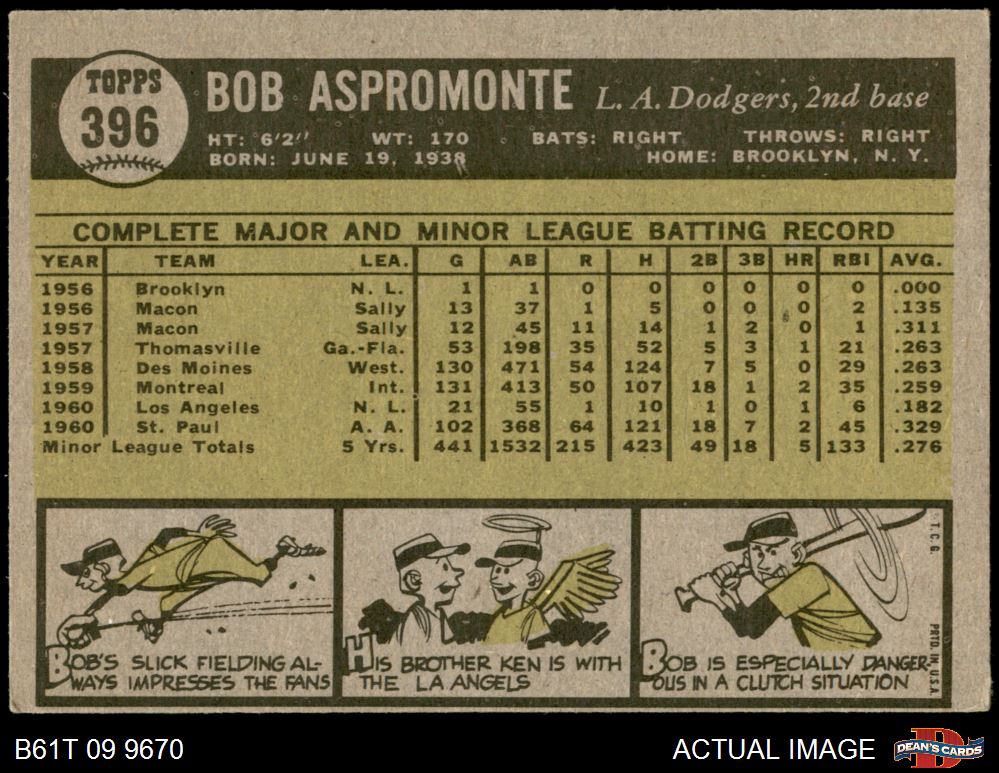 TOPPS
396
BOB ASPROMONTE L. A. Dodgers, 2nd base
HT: 6'2" WT: 170 BATS: RIGHT THROWS: RIGHT
BORN: JUNE 19, 1938 HOME: BROOKLYN, N. Y.
COMPLETE MAJOR AND MINOR LEAGUE BATTING RECORD
YEAR TEAM LEA. G AB R H 2B 3B HR RBI AVG.
1956 Brooklyn N. L. 1 1 0 0 0 0 0 0 .000
1956 Macon Sally 13 37 1 5 0 0 0 2 .135
1957 Macon Sally 12 45 11 14 1 2 0 1 .311
1957 Thomasville Ga.-Fla. 53 198 35 52 5 3 1 21 .263
1958 Des Moines West. 130 471 54 124 7 5 0 29 .263
1959 Montreal Int. 131 413 50 107 18 1 2 35 .259
1960 Los Angeles N. L. 21 55 1 10 1 0 1 6 .182
1960 St. Paul A. A. 102 368 64 121 18 7 2 45 .329
Minor League Totals 5 Yrs. 441 1532 215 423 49 18 5 133 .276
BOB'S SLICK FIELDING AL-
WAYS IMPRESSES THE FANS
HIS BROTHER KEN IS WITH
THE LA ANGELS
BOB IS ESPECIALLY DANGER-
OUS IN A CLUTCH SITUATION
T. C. G.
PRTD. IN U.S.A.
B61T 09 9670
ACTUAL IMAGE
DEAN'S CARDS